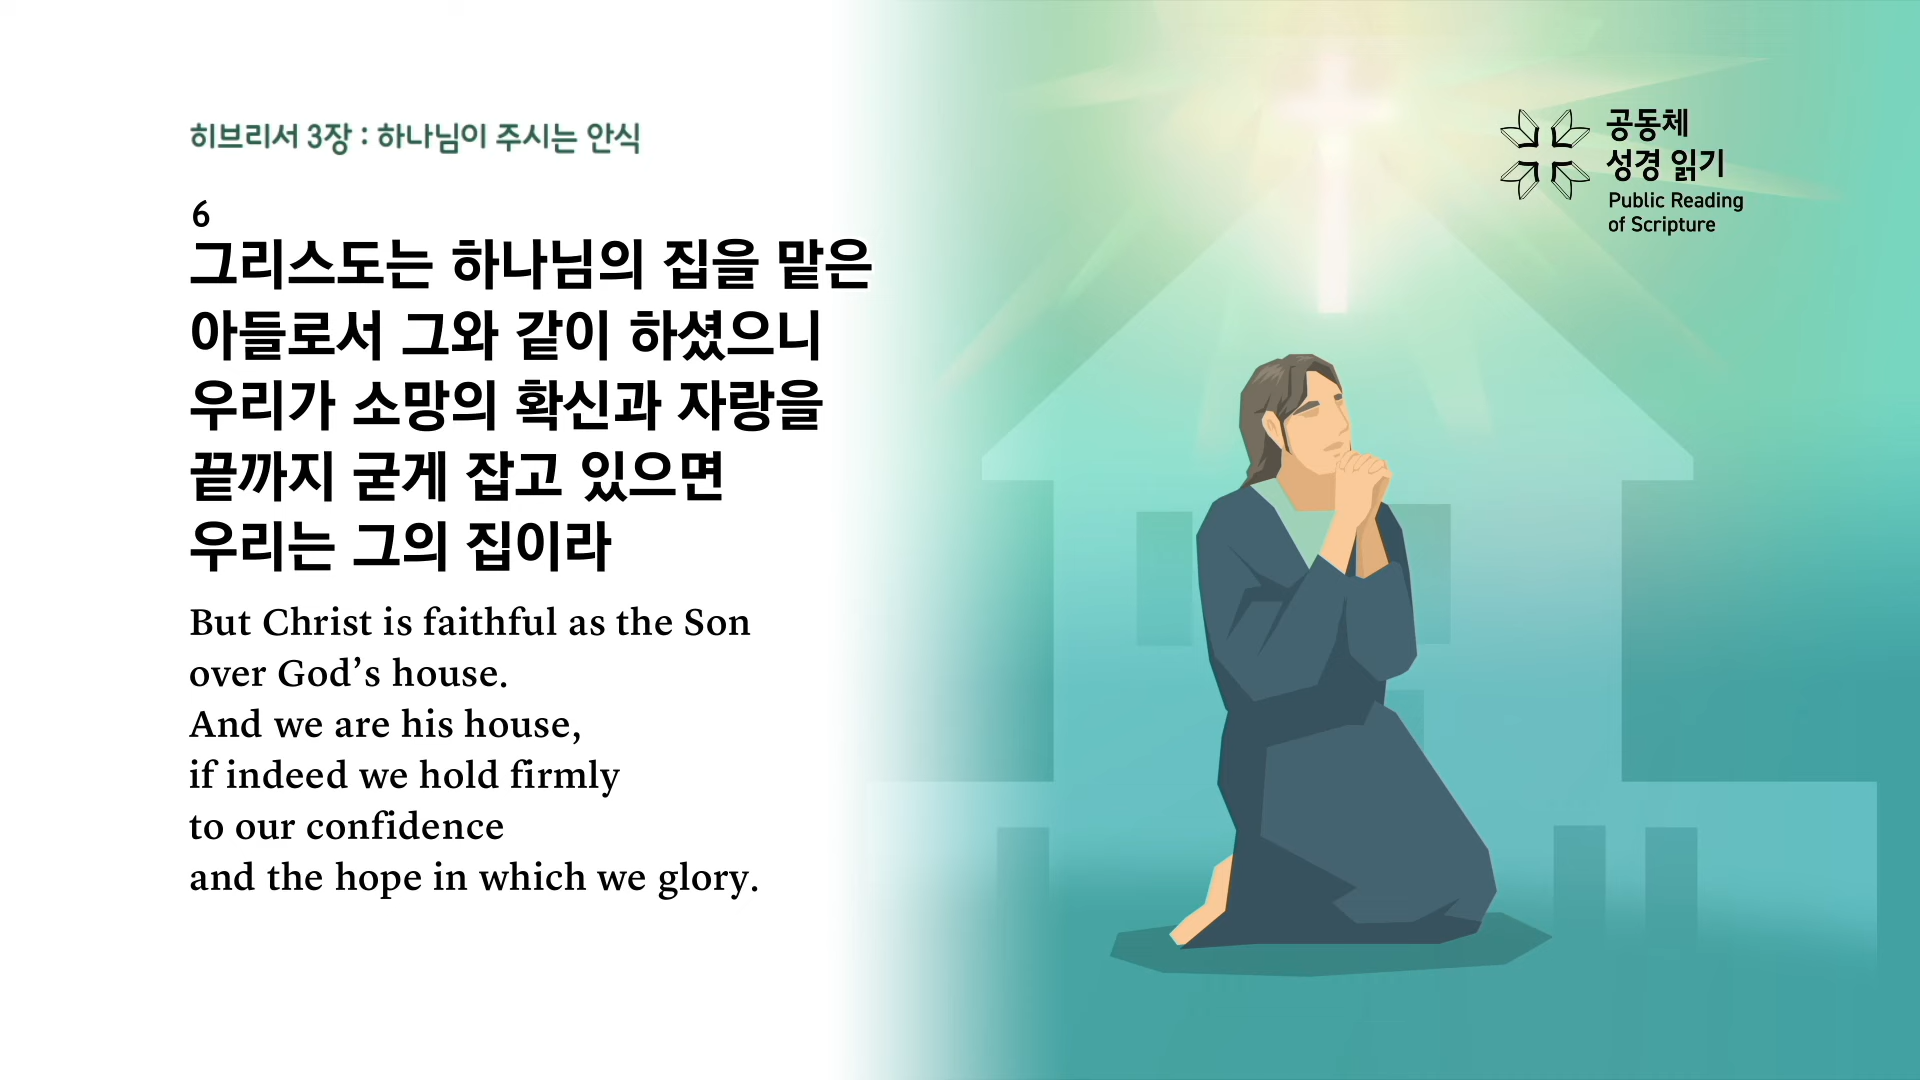 히브리서 3장 : 하나님이 주시는 안식
6
그리스도는 하나님의 집을 맡은
아들로서 그와 같이 하셨으니
우리가 소망의 확신과 자랑을
끝까지 굳게 잡고 있으면
우리는 그의 집이라
But Christ is faithful as the Son
over God’s house.
And we are his house,
if indeed we hold firmly
to our confidence
and the hope in which we glory.
공동체
성경 읽기
Public Reading
of Scripture